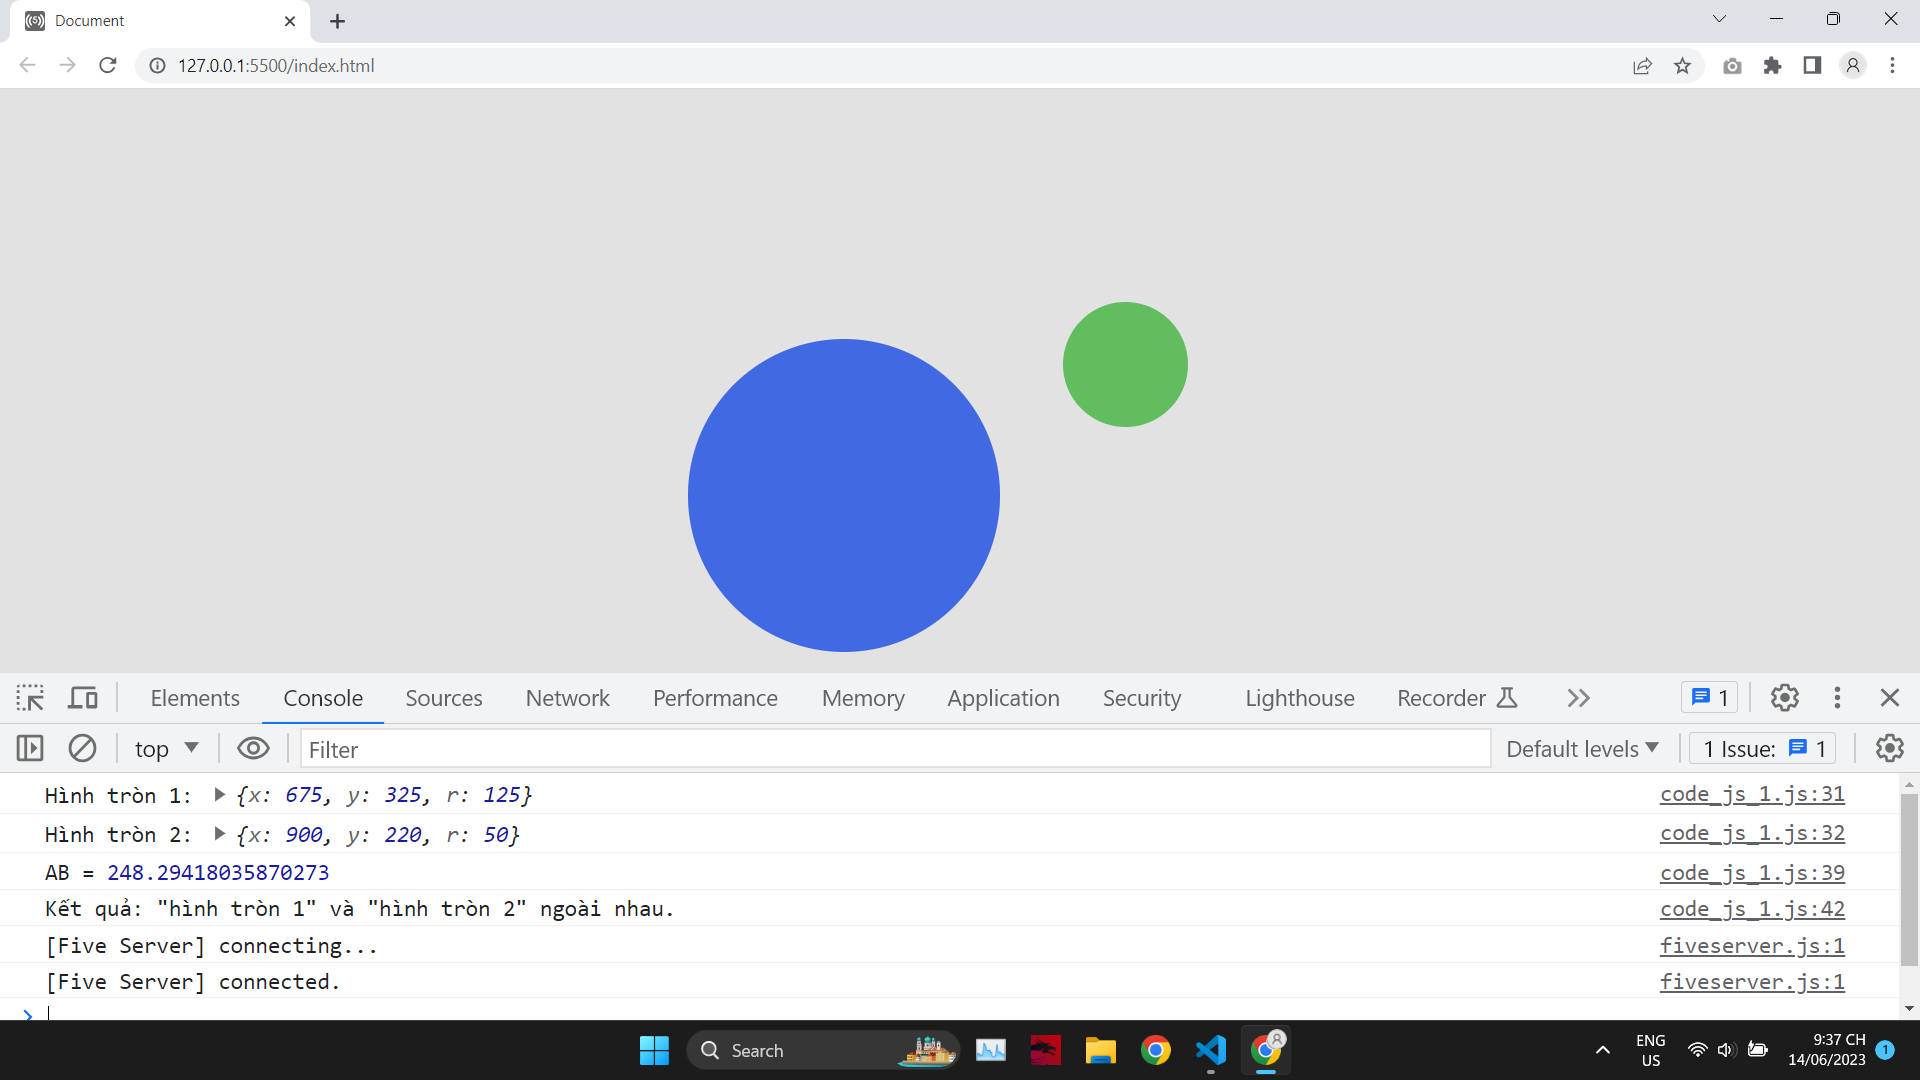 Document
127.0.0.1:5500/index.html
Elements Console Sources Network Performance Memory Application Security Lighthouse Recorder 1
top Filter Default levels 1 Issue: 1
Hình tròn 1: {x: 675, y: 325, r: 125} code_js_1.js:31
Hình tròn 2: {x: 900, y: 220, r: 50} code_js_1.js:32
AB = 248.29418035870273 code_js_1.js:39
Kết quả: "hình tròn 1" và "hình tròn 2" ngoài nhau. code_js_1.js:42
[Five Server] connecting... fiveserver.js:1
[Five Server] connected. fiveserver.js:1
Search
ENG
US
9:37 CH
14/06/2023
1